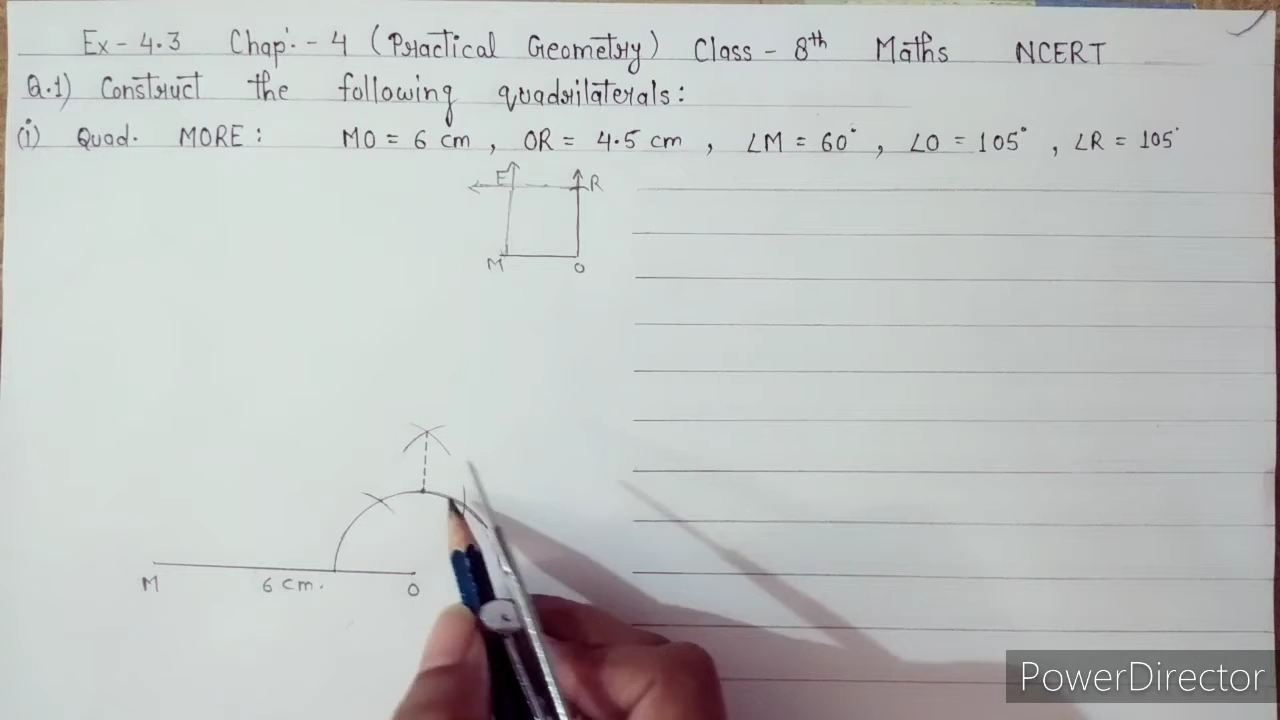 Ex - 4.3 Chap. - 4 (Practical Geometry) Class - 8th Maths NCERT
Q.1) Construct the following quadrilaterals:
(i) Quad. MORE: MO = 6 cm, OR = 4.5 cm, ∠M = 60°, ∠O = 105°, ∠R = 105°
E R
M O
M 6 cm. O
PowerDirector